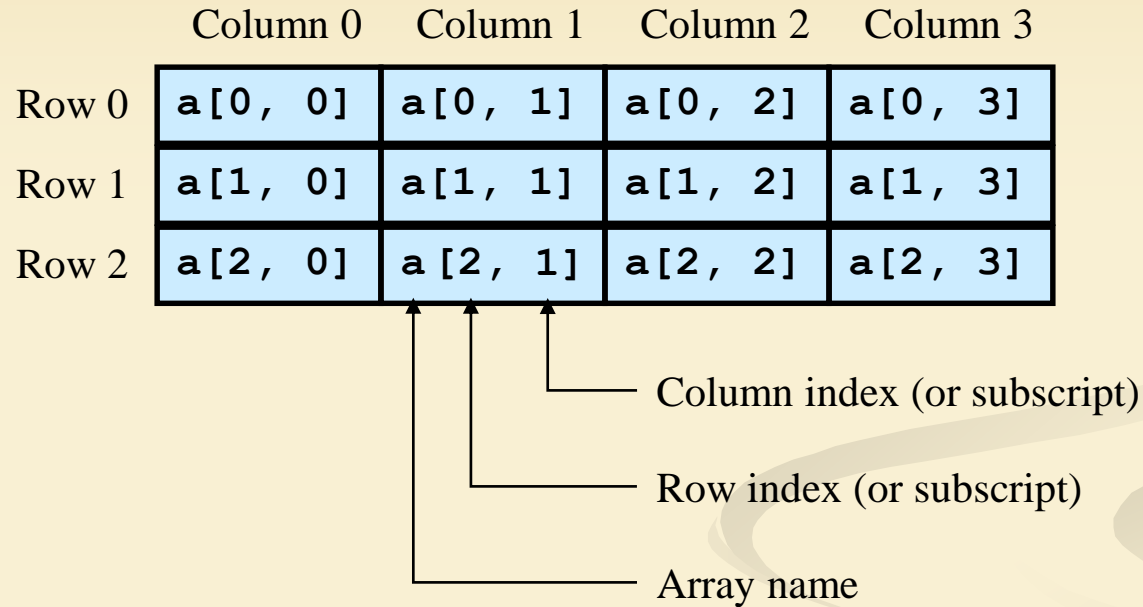 Column 0 Column 1 Column 2 Column 3
Row 0 a[0, 0] a[0, 1] a[0, 2] a[0, 3]
Row 1 a[1, 0] a[1, 1] a[1, 2] a[1, 3]
Row 2 a[2, 0] a[2, 1] a[2, 2] a[2, 3]
Column index (or subscript)
Row index (or subscript)
Array name